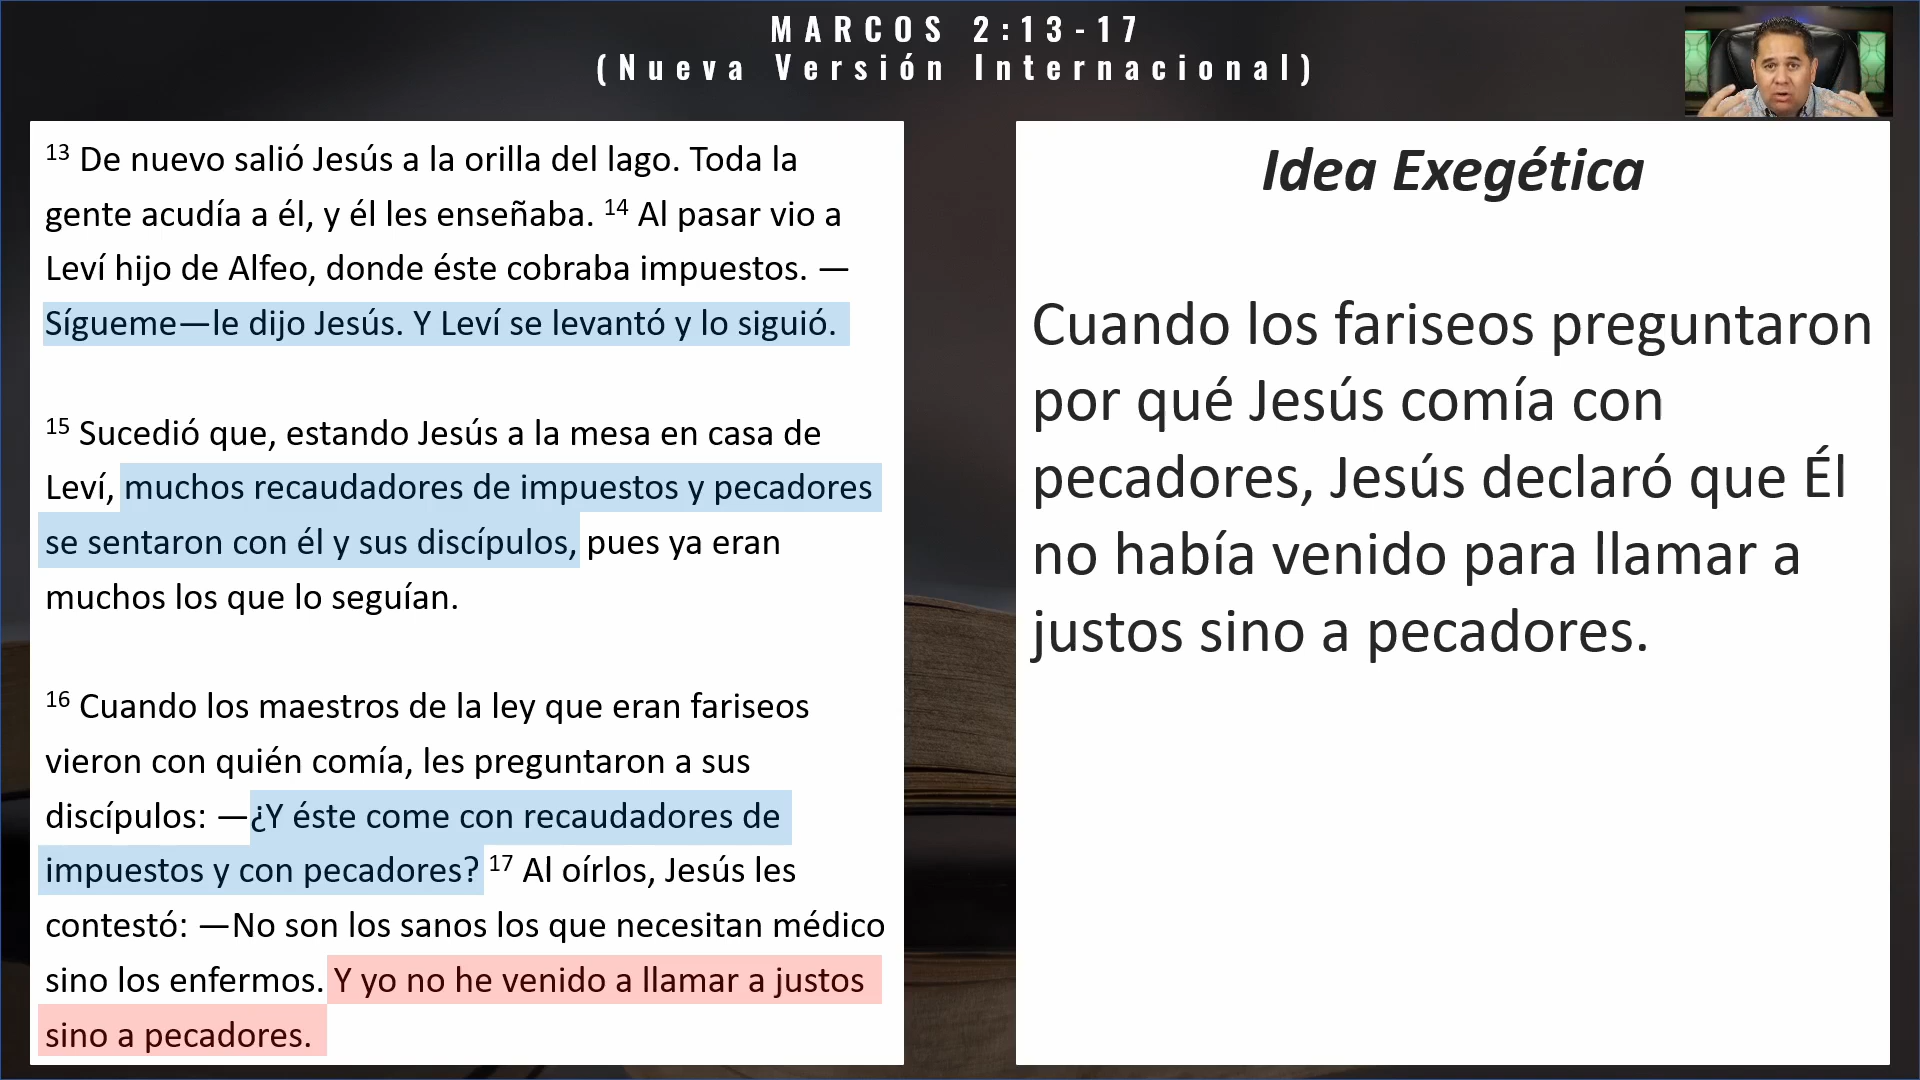 MARCOS 2:13-17
(Nueva Versión Internacional)
13 De nuevo salió Jesús a la orilla del lago. Toda la
gente acudía a él, y él les enseñaba. 14 Al pasar vio a
Leví hijo de Alfeo, donde éste cobraba impuestos. —
Sígueme—le dijo Jesús. Y Leví se levantó y lo siguió.
15 Sucedió que, estando Jesús a la mesa en casa de
Leví, muchos recaudadores de impuestos y pecadores
se sentaron con él y sus discípulos, pues ya eran
muchos los que lo seguían.
16 Cuando los maestros de la ley que eran fariseos
vieron con quién comía, les preguntaron a sus
discípulos: —¿Y éste come con recaudadores de
impuestos y con pecadores? 17 Al oírlos, Jesús les
contestó: —No son los sanos los que necesitan médico
sino los enfermos. Y yo no he venido a llamar a justos
sino a pecadores.
Idea Exegética
Cuando los fariseos preguntaron
por qué Jesús comía con
pecadores, Jesús declaró que Él
no había venido para llamar a
justos sino a pecadores.